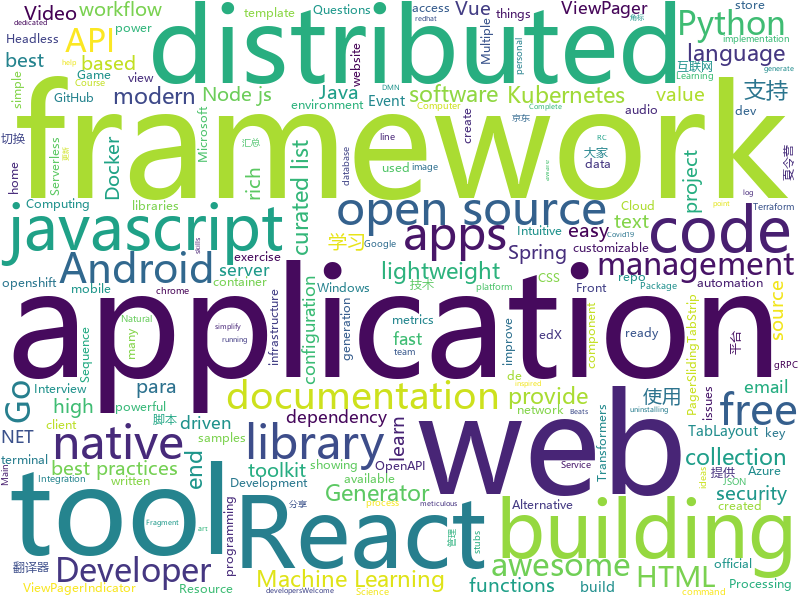 framework
application
distributed
web
tool
React
building
javascript
library
code
native
open source
apps
Android
free
Developer
documentation
management
awesome
API
Python
Video
workflow
Vue
ViewPager
template
Questions
power
access
things
store
dedicated
redhat
Multiple
personal
Headless
best
based
language
implementation
simple
modern
Node js
Java
software
Kubernetes
value
互联网
Learning
GitHub
view
Game
website
Event
audio
支持
generate
DMN
Course
Computer
Complete
environment
create
dev
切换
汇总
Microsoft
line
京东
RC
Docker
Serverless
database
used
image
大家
data
夏令营
home
rich
curated list
project
log
Computing
libraries
text
Cloud
Terraform
学习
Google
easy
Intuitive
repo
point
Spring
customizable
Covid19
skills
exercise
server
lightweight
CSS
Package
openshift
container
Windows
技术
Front
automation
mobile
chrome
platform
source
configuration
infrastructure
generation
metrics
improve
component
ready
平台
gRPC
Natural
simplify
running
many
fast
edX
team
Sequence
Interview
Go
para
de
provide
使用
PagerSlidingTabStrip
inspired
Beats
uninstalling
powerful
脚本
high
driven
dependency
network
email
client
NET
end
learn
TabLayout
key
issues
collection
Transformers
samples
best practices
toolkit
showing
OpenAPI
提供
Azure
terminal
available
security
JSON
Main
Integration
written
programming
Generator
Development
Alternative
created
Service
official
ideas
翻译器
Machine Learning
functions
HTML
分享
stubs
process
art
build
Processing
Fragment
meticulous
ViewPagerIndicator
Resource
developersWelcome
Science
command
help